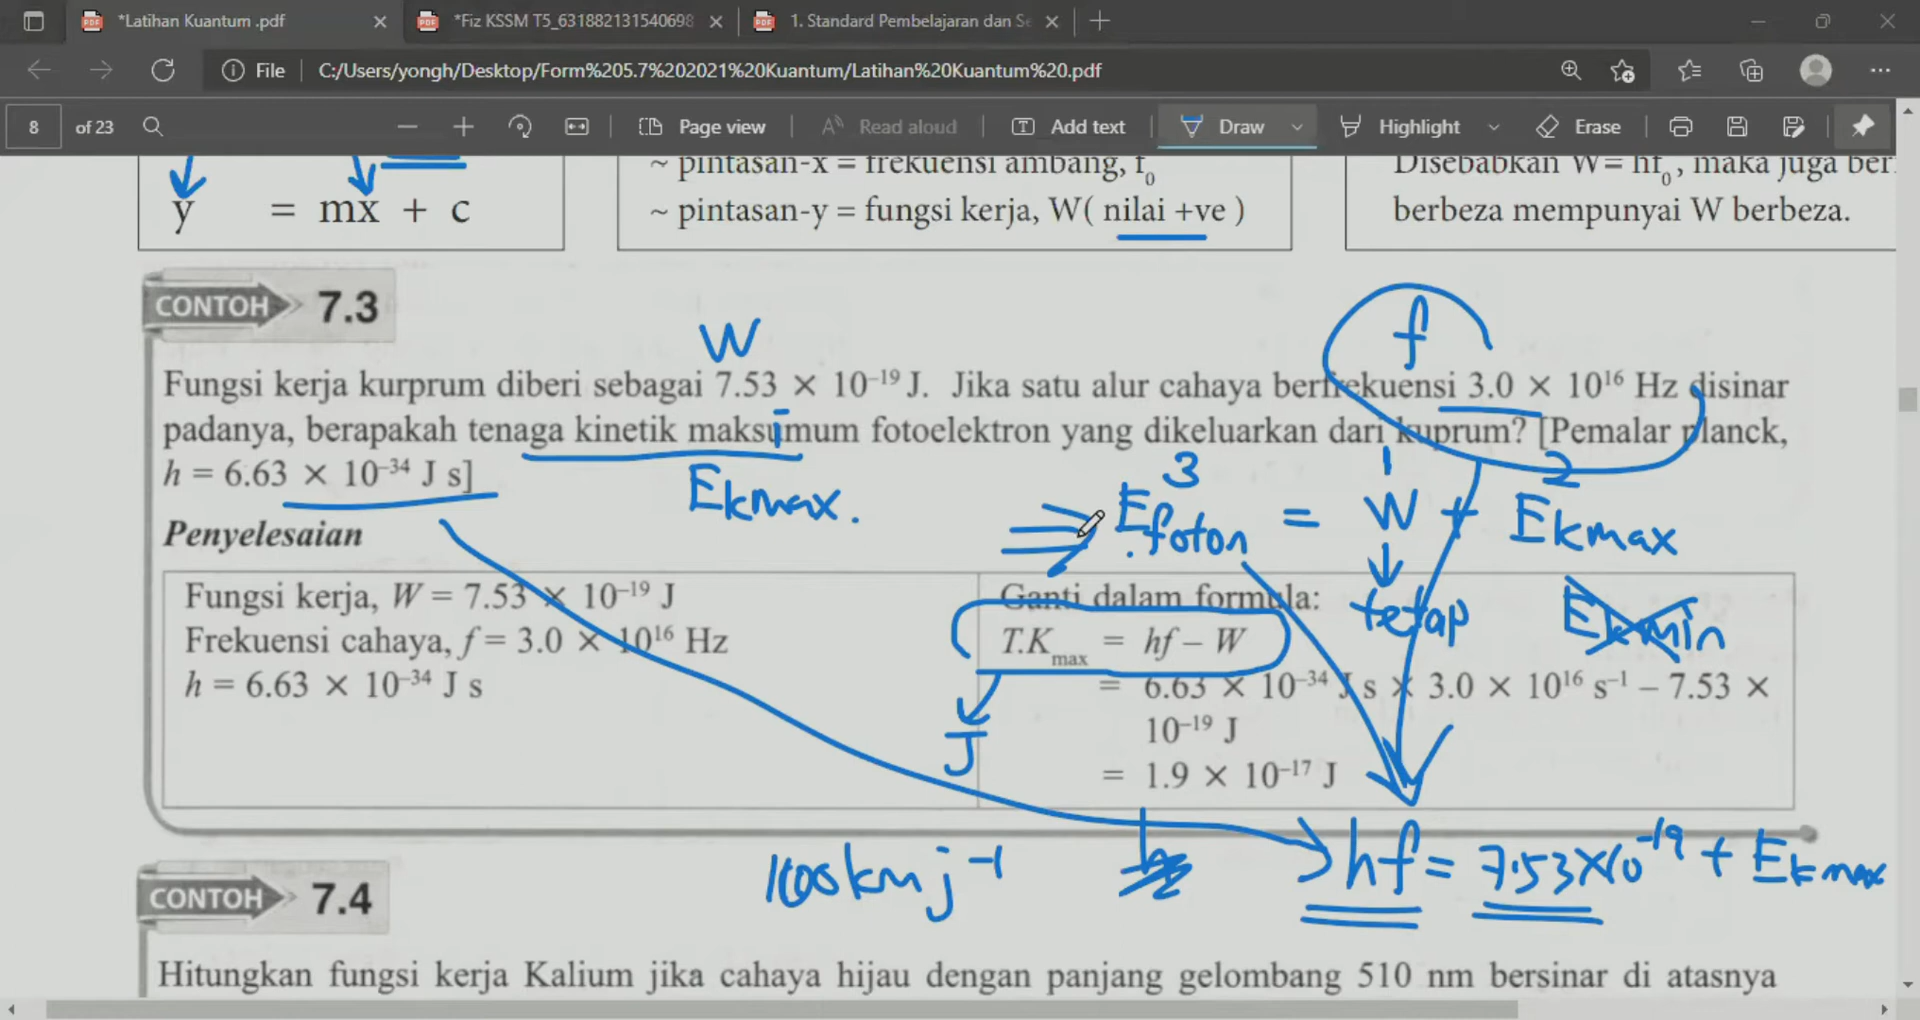 *Latihan Kuantum .pdf
*Fiz KSSM T5_631882131540698
1. Standard Pembelajaran dan Se
File
C:/Users/yongh/Desktop/Form%205.7%202021%20Kuantum/Latihan%20Kuantum%20.pdf
8 of 23
Page view
Read aloud
Add text
Draw
Highlight
Erase
y = mx + c
~ pintasan-x = frekuensi ambang, f₀
~ pintasan-y = fungsi kerja, W( nilai +ve )
Disebabkan W= hf₀, maka juga ber
berbeza mempunyai W berbeza.
CONTOH 7.3
W
f
Fungsi kerja kurprum diberi sebagai 7.53 × 10⁻¹⁹ J. Jika satu alur cahaya berfrekuensi 3.0 × 10¹⁶ Hz disinar
padanya, berapakah tenaga kinetik maksimum fotoelektron yang dikeluarkan dari kuprum? [Pemalar planck,
h = 6.63 × 10⁻³⁴ J s]
Ekmax.
3 1 2
Efoton = W + Ekmax
tetap
Ekmin
Penyelesaian
Fungsi kerja, W = 7.53 × 10⁻¹⁹ J
Frekuensi cahaya, f = 3.0 × 10¹⁶ Hz
h = 6.63 × 10⁻³⁴ J s
Ganti dalam formula:
T.K max = hf – W
= 6.63 × 10⁻³⁴ J s × 3.0 × 10¹⁶ s⁻¹ – 7.53 ×
10⁻¹⁹ J
= 1.9 × 10⁻¹⁷ J
J
hf = 7.53×10⁻¹⁹ + Ekmax
CONTOH 7.4
Hitungkan fungsi kerja Kalium jika cahaya hijau dengan panjang gelombang 510 nm bersinar di atasnya